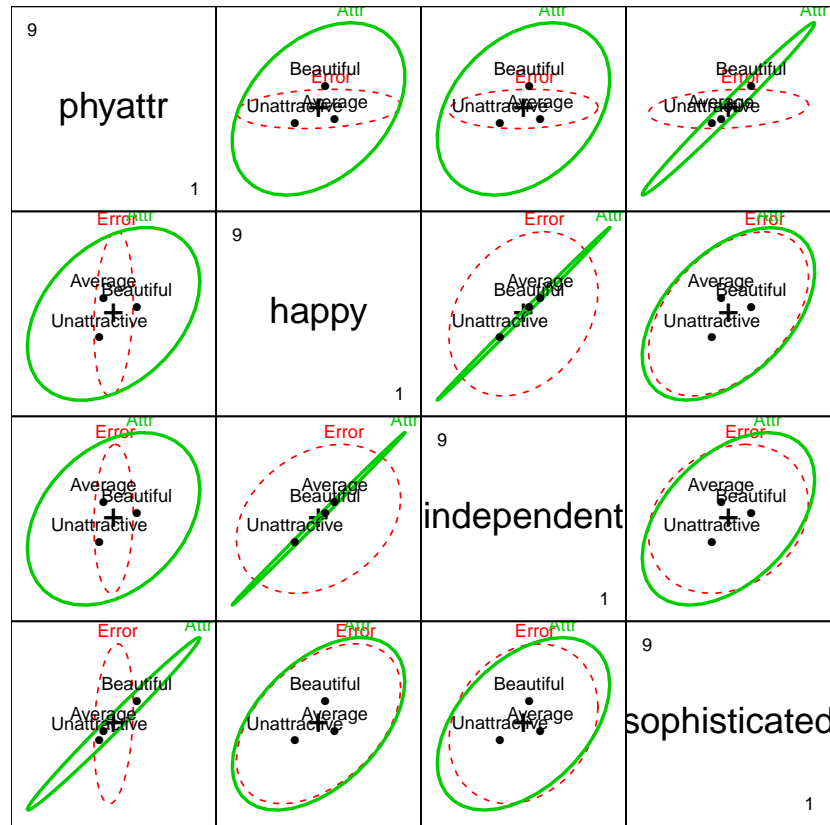 9
phyattr
1
Attr
Beautiful
Error
Unattractive
Average
Attr
Beautiful
Error
Unattractive
Average
Attr
Beautiful
Error
Unattractive
Average
Error
Attr
Average
Beautiful
Unattractive
9
happy
1
Error
Attr
Average
Beautiful
Unattractive
Error
Attr
Average
Beautiful
Unattractive
Error
Attr
Average
Beautiful
Unattractive
Error
Attr
Average
Beautiful
Unattractive
9
independent
1
Error
Attr
Average
Beautiful
Unattractive
Error
Attr
Beautiful
Average
Unattractive
Error
Attr
Beautiful
Average
Unattractive
Error
Attr
Beautiful
Average
Unattractive
9
sophisticated
1